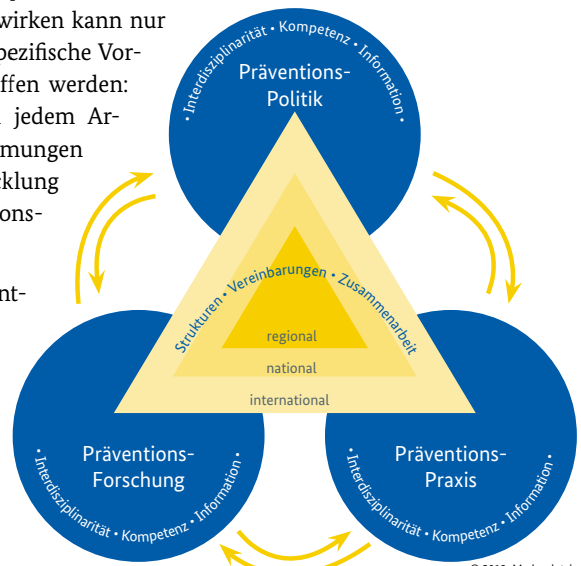 wirken kann nur
pezifische Vor-
ffen werden:
jedem Ar-
mungen
cklung
ons-
nt-
• Interdisziplinarität • Kompetenz • Information •
Präventions-
Politik
Strukturen • Vereinbarungen • Zusammenarbeit
regional
national
international
Präventions-
Forschung
• Interdisziplinarität • Kompetenz • Information •
Präventions-
Praxis
• Interdisziplinarität • Kompetenz • Information •